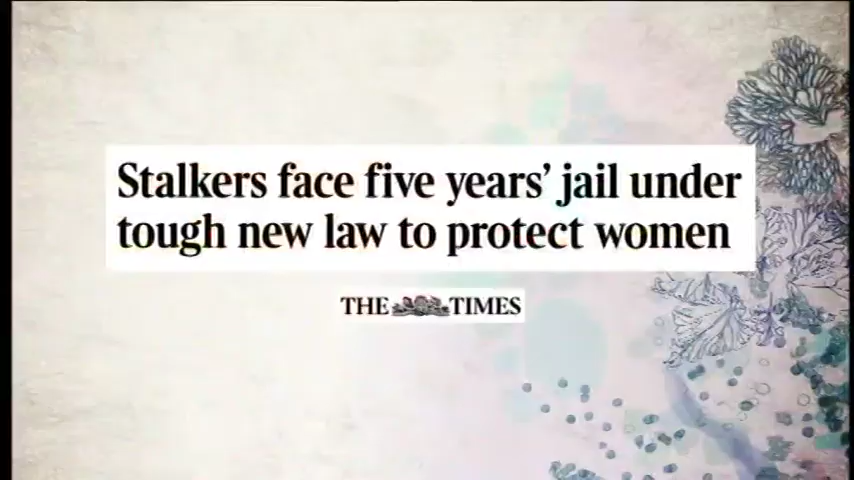 Stalkers face five years’ jail under
tough new law to protect women
THE TIMES